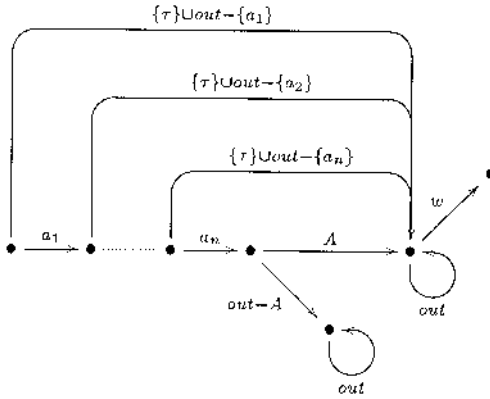 {τ}∪out−{a₁}
{τ}∪out−{a₂}
{τ}∪out−{aₙ}
w
a₁
aₙ
A
out−A
out
out